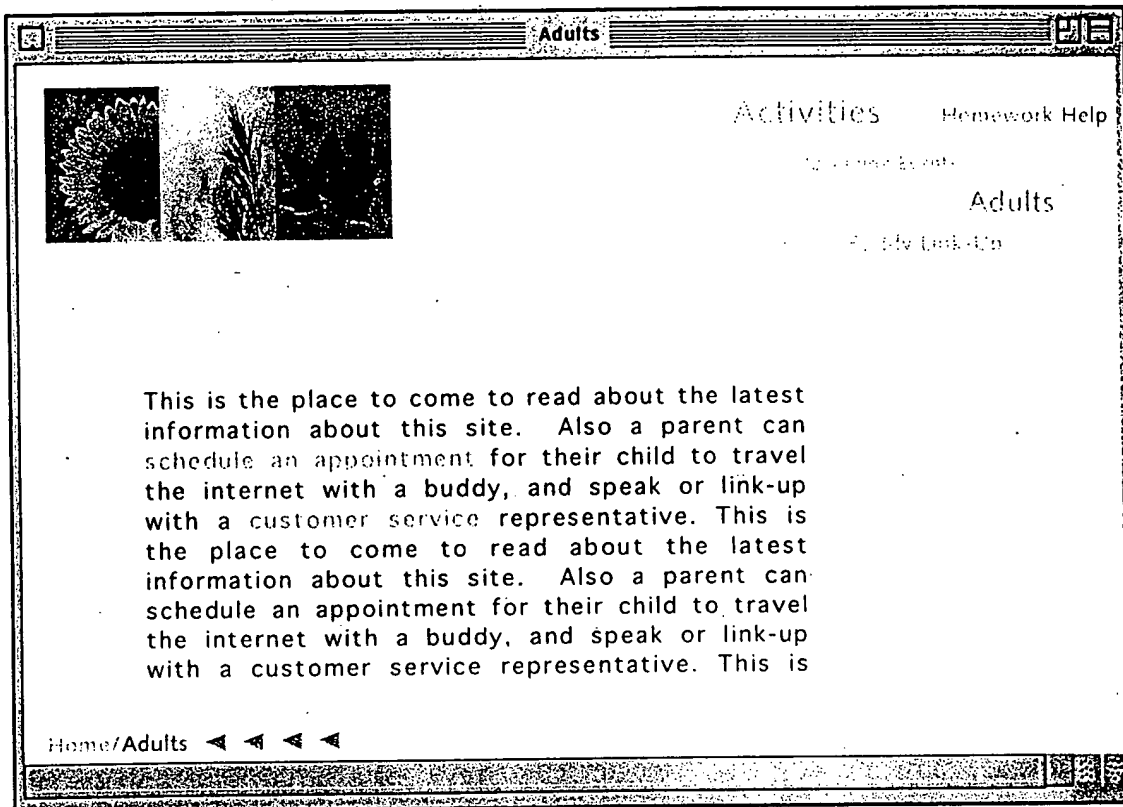 Adults
Activities Homework Help
Adults
Link-Up
This is the place to come to read about the latest
information about this site. Also a parent can
schedule an appointment for their child to travel
the internet with a buddy, and speak or link-up
with a customer service representative. This is
the place to come to read about the latest
information about this site. Also a parent can
schedule an appointment for their child to travel
the internet with a buddy, and speak or link-up
with a customer service representative. This is
Home/Adults